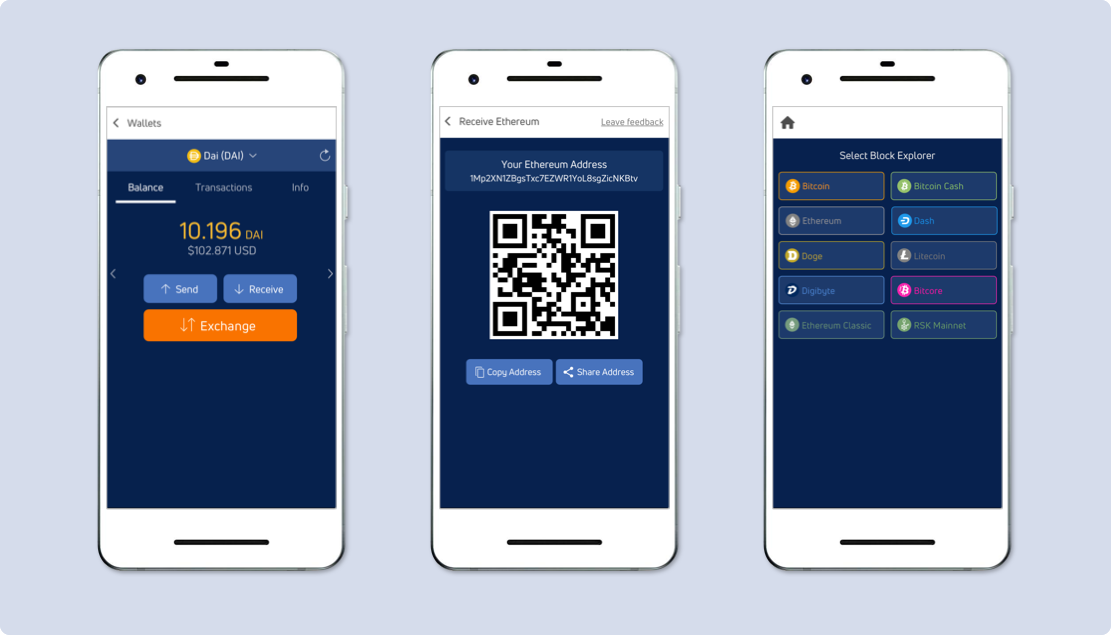 Wallets
Dai (DAI)
Balance Transactions Info
10.196 DAI
$102.871 USD
Send Receive
Exchange
Receive Ethereum Leave feedback
Your Ethereum Address
1Mp2XN1ZBgsTxc7EZWR1YoL8sgZicNKBtv
Copy Address Share Address
Select Block Explorer
Bitcoin Bitcoin Cash
Ethereum Dash
Doge Litecoin
Digibyte Bitcore
Ethereum Classic RSK Mainnet